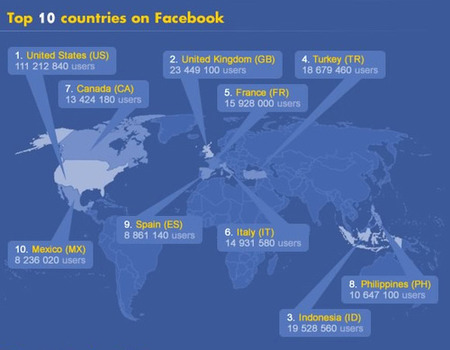 Top 10 countries on Facebook
1. United States (US)
111 212 840 users
2. United Kingdom (GB)
23 449 100 users
4. Turkey (TR)
18 679 460 users
7. Canada (CA)
13 424 180 users
5. France (FR)
15 928 000 users
9. Spain (ES)
8 861 140 users
6. Italy (IT)
14 931 580 users
10. Mexico (MX)
8 236 020 users
8. Philippines (PH)
10 647 100 users
3. Indonesia (ID)
19 528 560 users